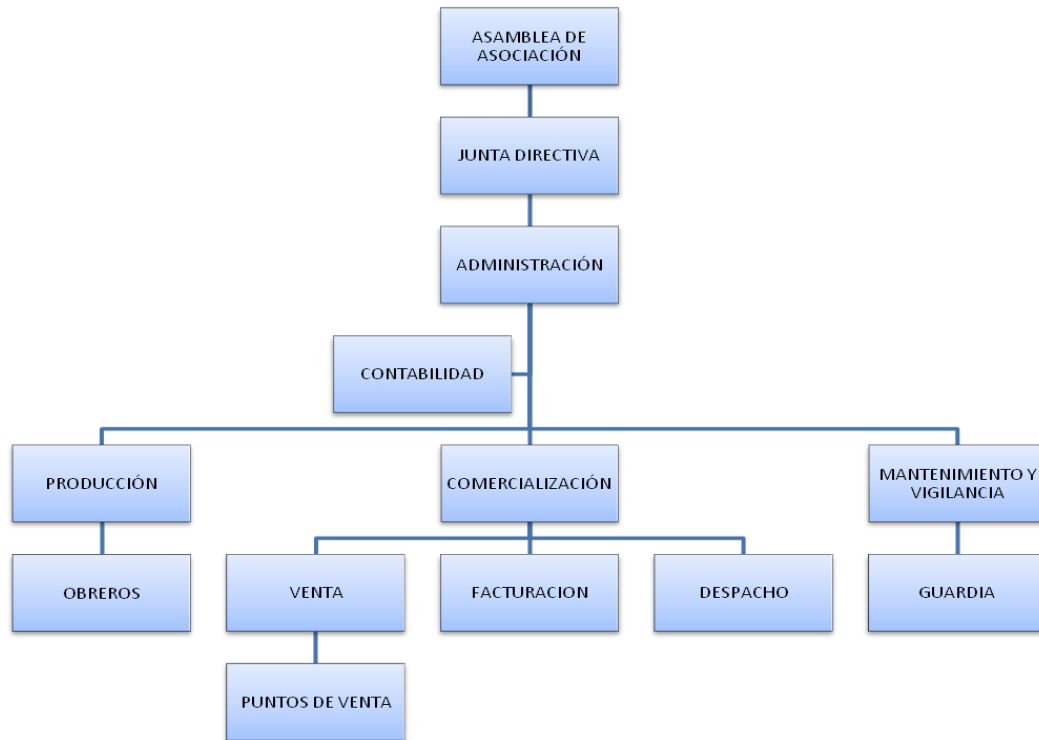 ASAMBLEA DE
ASOCIACIÓN
JUNTA DIRECTIVA
ADMINISTRACIÓN
CONTABILIDAD
PRODUCCIÓN
COMERCIALIZACIÓN
MANTENIMIENTO Y
VIGILANCIA
OBREROS
VENTA
FACTURACION
DESPACHO
GUARDIA
PUNTOS DE VENTA